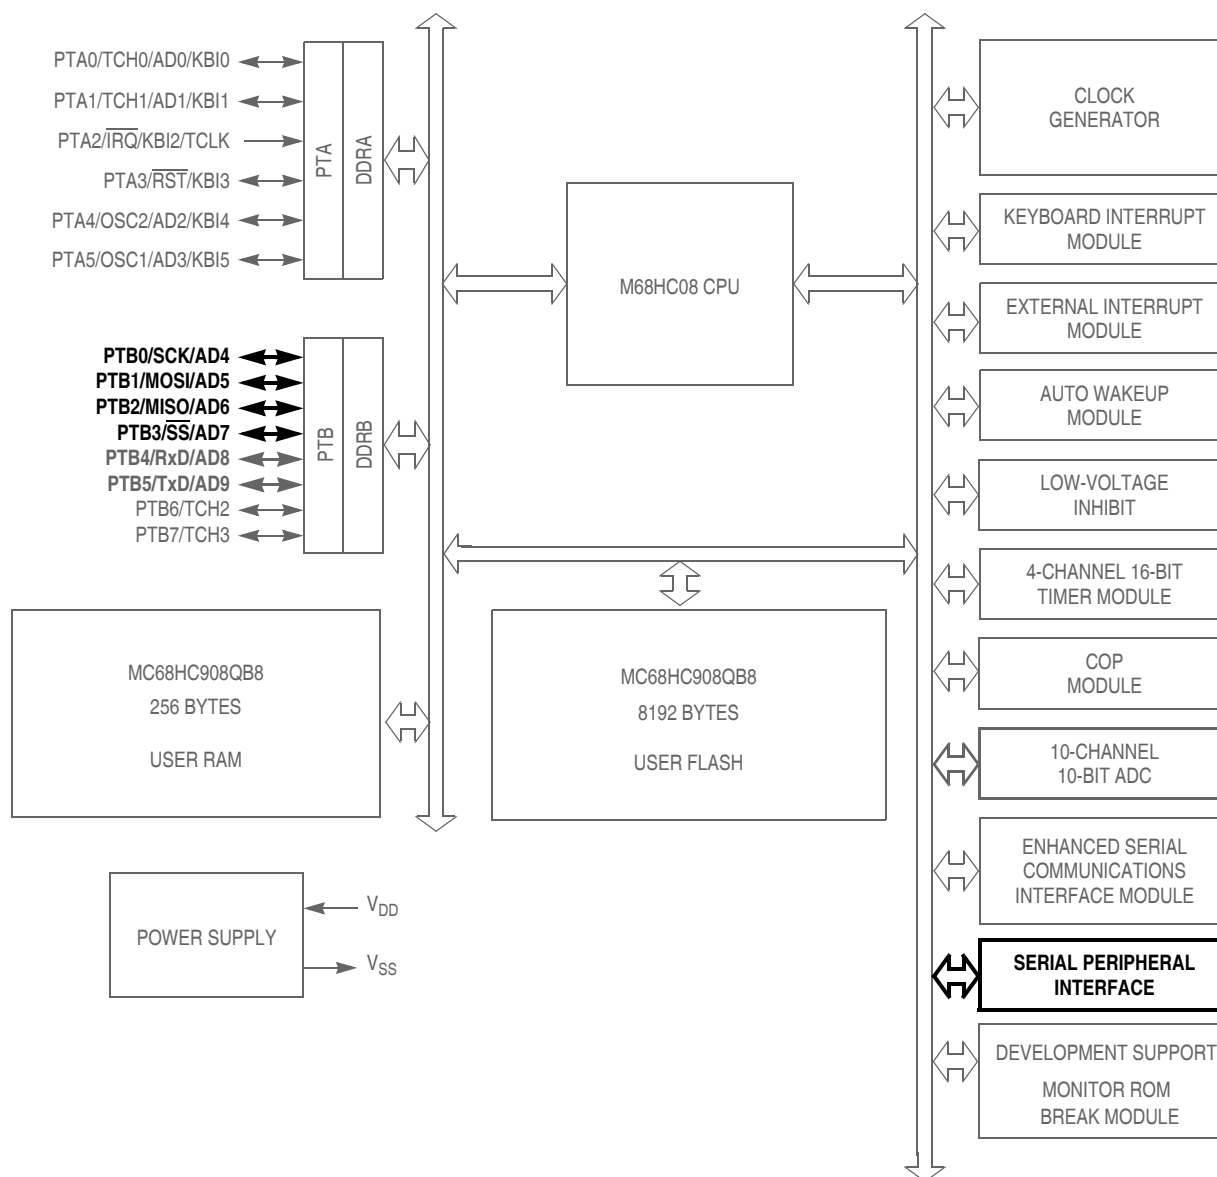 PTA0/TCH0/AD0/KBI0
PTA1/TCH1/AD1/KBI1
PTA2/IRQ/KBI2/TCLK
PTA3/RST/KBI3
PTA4/OSC2/AD2/KBI4
PTA5/OSC1/AD3/KBI5
PTA
DDRA
PTB0/SCK/AD4
PTB1/MOSI/AD5
PTB2/MISO/AD6
PTB3/SS/AD7
PTB4/RxD/AD8
PTB5/TxD/AD9
PTB6/TCH2
PTB7/TCH3
PTB
DDRB
M68HC08 CPU
MC68HC908QB8
256 BYTES
USER RAM
MC68HC908QB8
8192 BYTES
USER FLASH
POWER SUPPLY
VDD
VSS
CLOCK
GENERATOR
KEYBOARD INTERRUPT
MODULE
EXTERNAL INTERRUPT
MODULE
AUTO WAKEUP
MODULE
LOW-VOLTAGE
INHIBIT
4-CHANNEL 16-BIT
TIMER MODULE
COP
MODULE
10-CHANNEL
10-BIT ADC
ENHANCED SERIAL
COMMUNICATIONS
INTERFACE MODULE
SERIAL PERIPHERAL
INTERFACE
DEVELOPMENT SUPPORT
MONITOR ROM
BREAK MODULE